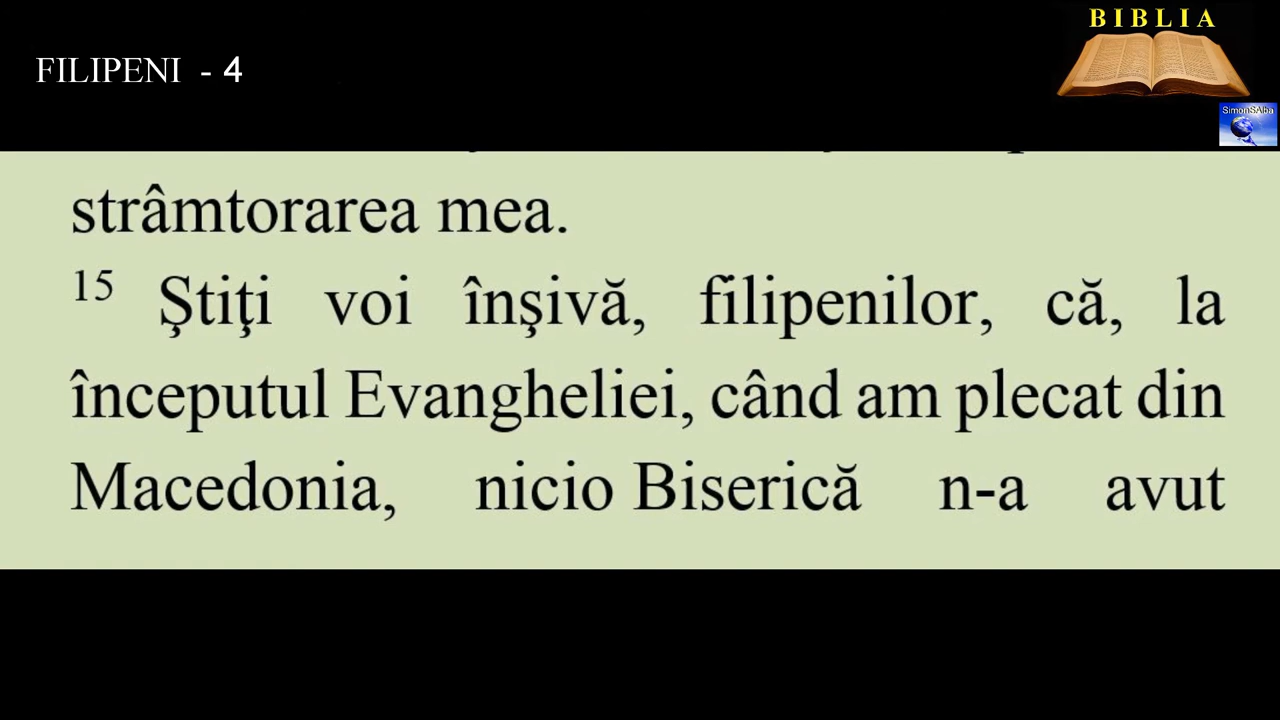 BIBLIA
FILIPENI - 4
SimonSAlba
strâmtorarea mea.
15 Ştiţi voi înşivă, filipenilor, că, la
începutul Evangheliei, când am plecat din
Macedonia, nicio Biserică n-a avut